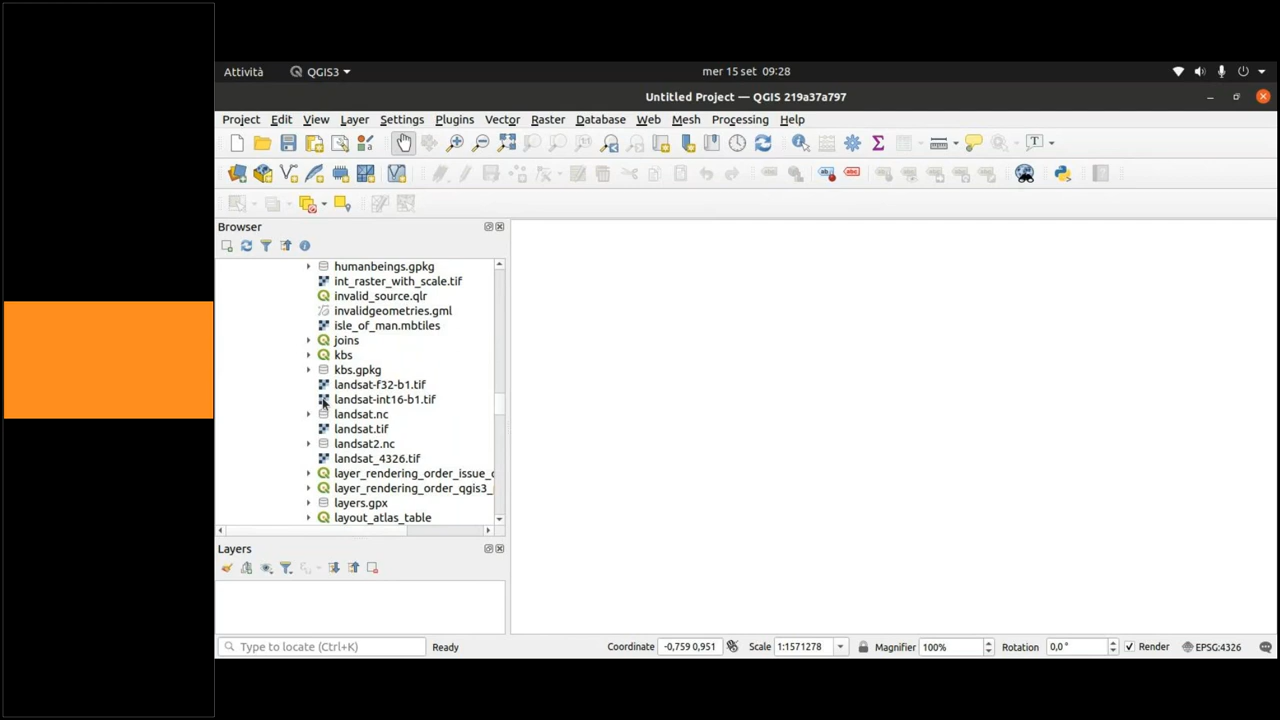 Attività
QGIS3
mer 15 set 09:28
Untitled Project — QGIS 219a37a797
Project Edit View Layer Settings Plugins Vector Raster Database Web Mesh Processing Help
Browser
humanbeings.gpkg
int_raster_with_scale.tif
invalid_source.qlr
invalidgeometries.gml
isle_of_man.mbtiles
joins
kbs
kbs.gpkg
landsat-f32-b1.tif
landsat-int16-b1.tif
landsat.nc
landsat.tif
landsat2.nc
landsat_4326.tif
layer_rendering_order_issue_
layer_rendering_order_qgis3_
layers.gpx
layout_atlas_table
Layers
Type to locate (Ctrl+K) Ready Coordinate -0,759 0,951 Scale 1:1571278 Magnifier 100% Rotation 0,0 ° Render EPSG:4326